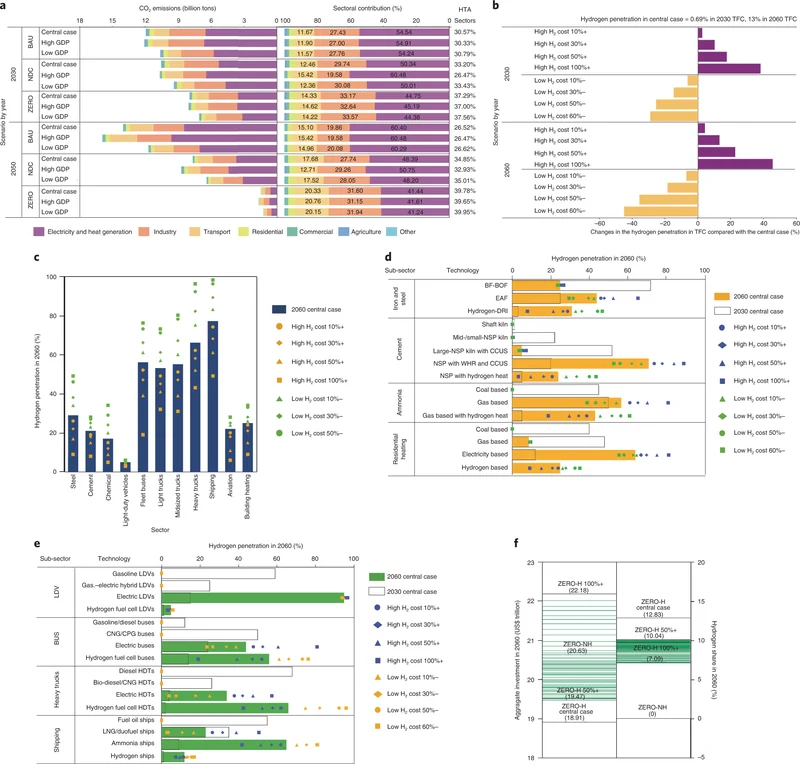 a
CO2 emissions (billion tons)
Sectoral contribution (%)
HTA
Sectors
18 15 12 9 6 3 0 100 80 60 40 20 0
Scenario by year
2030
BAU
Central case 11.67 27.43 54.54 30.57%
High GDP 11.90 27.00 54.91 30.33%
Low GDP 11.57 27.76 54.24 30.79%
NDC
Central case 12.46 29.74 50.34 33.20%
High GDP 15.42 19.58 60.48 26.47%
Low GDP 12.36 30.08 50.01 33.43%
ZERO
Central case 14.33 33.17 44.75 37.29%
High GDP 14.62 32.64 45.19 37.00%
Low GDP 14.22 33.57 44.38 37.56%
2060
BAU
Central case 15.10 19.86 60.40 26.52%
High GDP 15.42 19.58 60.48 26.47%
Low GDP 14.96 20.08 60.29 26.62%
NDC
Central case 17.68 27.74 48.39 34.85%
High GDP 12.71 29.26 50.75 32.93%
Low GDP 17.52 28.05 48.20 35.01%
ZERO
Central case 20.33 31.60 41.44 39.78%
High GDP 20.76 31.15 41.61 39.65%
Low GDP 20.15 31.94 41.24 39.95%
Electricity and heat generation Industry Transport Residential Commercial Agriculture Other
b
Hydrogen penetration in central case = 0.69% in 2030 TFC, 13% in 2060 TFC
Scenario by year
2030
High H2 cost 10%+
High H2 cost 30%+
High H2 cost 50%+
High H2 cost 100%+
Low H2 cost 10%−
Low H2 cost 30%−
Low H2 cost 50%−
Low H2 cost 60%−
2060
High H2 cost 10%+
High H2 cost 30%+
High H2 cost 50%+
High H2 cost 100%+
Low H2 cost 10%−
Low H2 cost 30%−
Low H2 cost 50%−
Low H2 cost 60%−
−60 −40 −20 0 20 30 40 60
Changes in the hydrogen penetration in TFC compared with the central case (%)
c
Hydrogen penetration in 2060 (%)
100
80
60
40
20
0
Steel
Cement
Chemical
Light-duty vehicles
Fleet buses
Light trucks
Midsized trucks
Heavy trucks
Shipping
Aviation
Building heating
Sector
2060 central case
High H2 cost 10%+
High H2 cost 30%+
High H2 cost 50%+
High H2 cost 100%+
Low H2 cost 10%−
Low H2 cost 30%−
Low H2 cost 50%−
d
Hydrogen penetration in 2060 (%)
Sub-sector Technology 0 20 40 60 80 100
Iron and steel
BF-BOF
EAF
Hydrogen-DRI
Cement
Shaft kiln
Mid-/small-NSP kiln
Large-NSP kiln with CCUS
NSP with WHR and CCUS
NSP with hydrogen heat
Ammonia
Coal based
Gas based
Gas based with hydrogen heat
Residential heating
Coal based
Gas based
Electricity based
Hydrogen based
2060 central case
2030 central case
High H2 cost 10%+
High H2 cost 30%+
High H2 cost 50%+
High H2 cost 100%+
Low H2 cost 10%−
Low H2 cost 30%−
Low H2 cost 50%−
Low H2 cost 60%−
e
Hydrogen penetration in 2060 (%)
Sub-sector Technology 0 20 40 60 80 100
LDV
Gasoline LDVs
Gas.–electric hybrid LDVs
Electric LDVs
Hydrogen fuel cell LDVs
BUS
Gasoline/diesel buses
CNG/CPG buses
Electric buses
Hydrogen fuel cell buses
Heavy trucks
Diesel HDTs
Bio-diesel/CNG HDTs
Electric HDTs
Hydrogen fuel cell HDTs
Shipping
Fuel oil ships
LNG/duofuel ships
Ammonia ships
Hydrogen ships
2060 central case
2030 central case
High H2 cost 10%+
High H2 cost 30%+
High H2 cost 50%+
High H2 cost 100%+
Low H2 cost 10%−
Low H2 cost 30%−
Low H2 cost 50%−
Low H2 cost 60%−
f
Aggregate investment in 2060 (US$ trillion)
23
22
21
20
19
18
ZERO-H 100%+
(22.18)
ZERO-NH
(20.63)
ZERO-H 50%+
(19.47)
ZERO-H
central case
(18.91)
ZERO-H
central case
(12.83)
ZERO-H 50%+
(10.04)
ZERO-H 100%+
(7.09)
ZERO-NH
(0)
20
15
10
5
0
−5
Hydrogen share in 2060 (%)